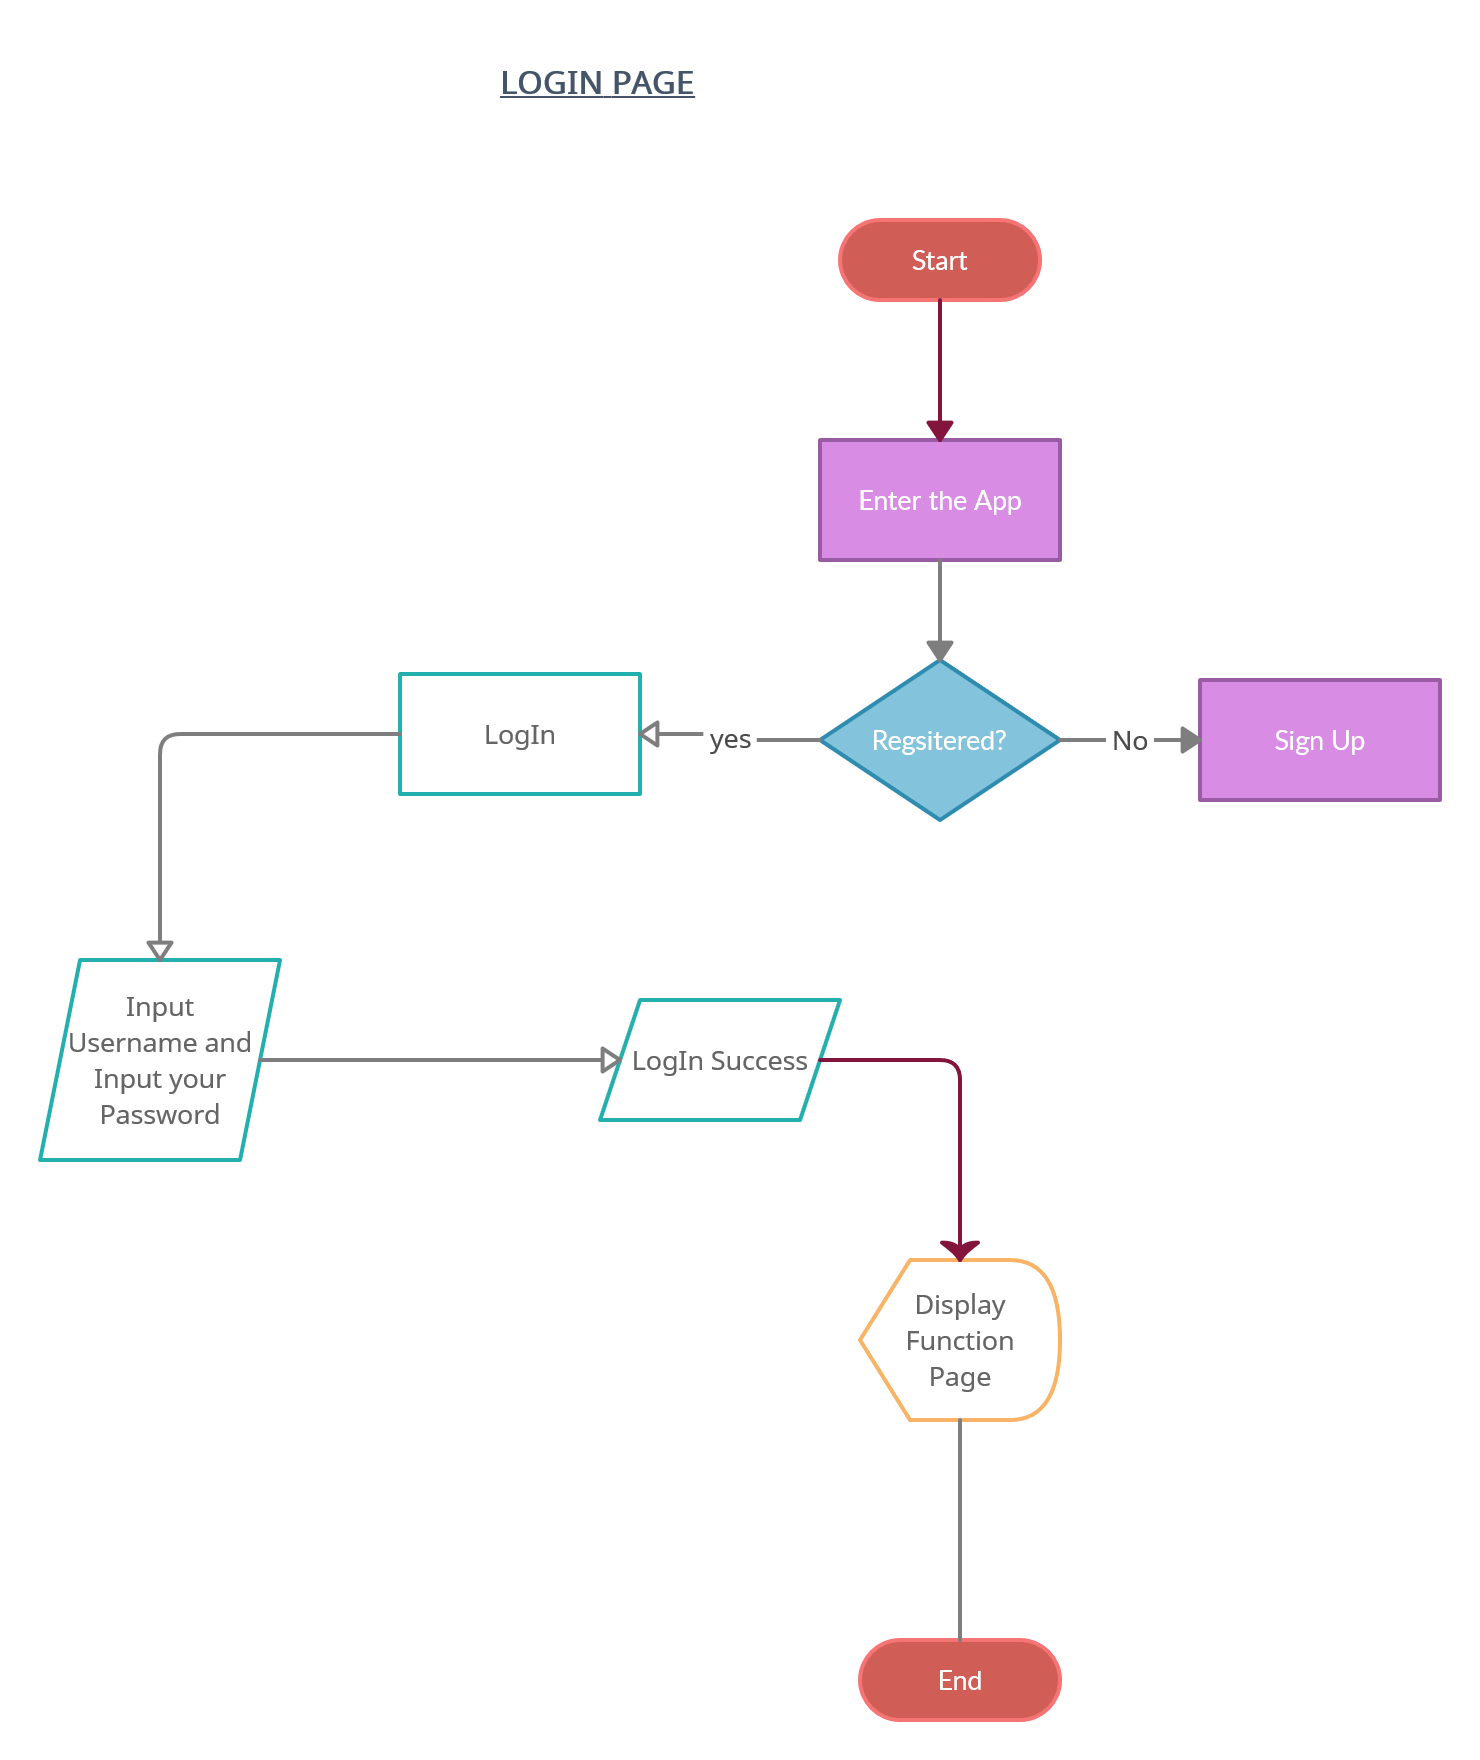 LOGIN PAGE
Start
Enter the App
LogIn
yes
Regsitered?
No
Sign Up
Input
Username and
Input your
Password
LogIn Success
Display
Function
Page
End